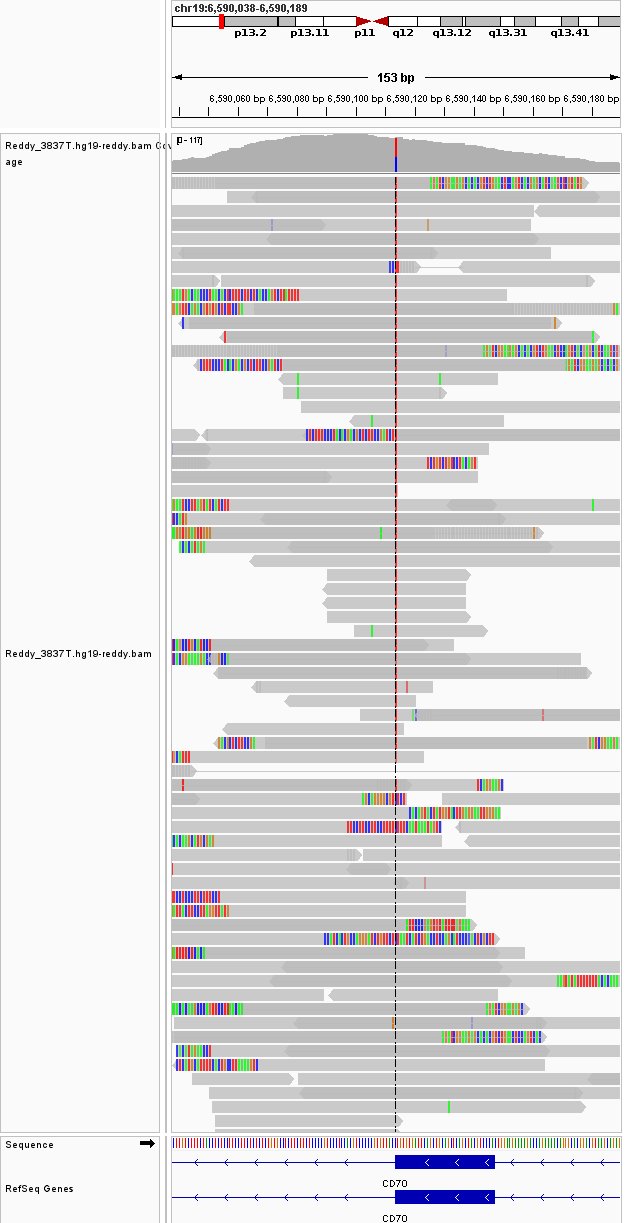 chr19:6,590,038-6,590,189
p13.2 p13.11 p11 q12 q13.12 q13.31 q13.41
153 bp
6,590,060 bp 6,590,080 bp 6,590,100 bp 6,590,120 bp 6,590,140 bp 6,590,160 bp 6,590,180 bp
[0 - 117]
Reddy_3837T.hg19-reddy.bam Cov
age
Reddy_3837T.hg19-reddy.bam
Sequence
CD70
RefSeq Genes
CD70